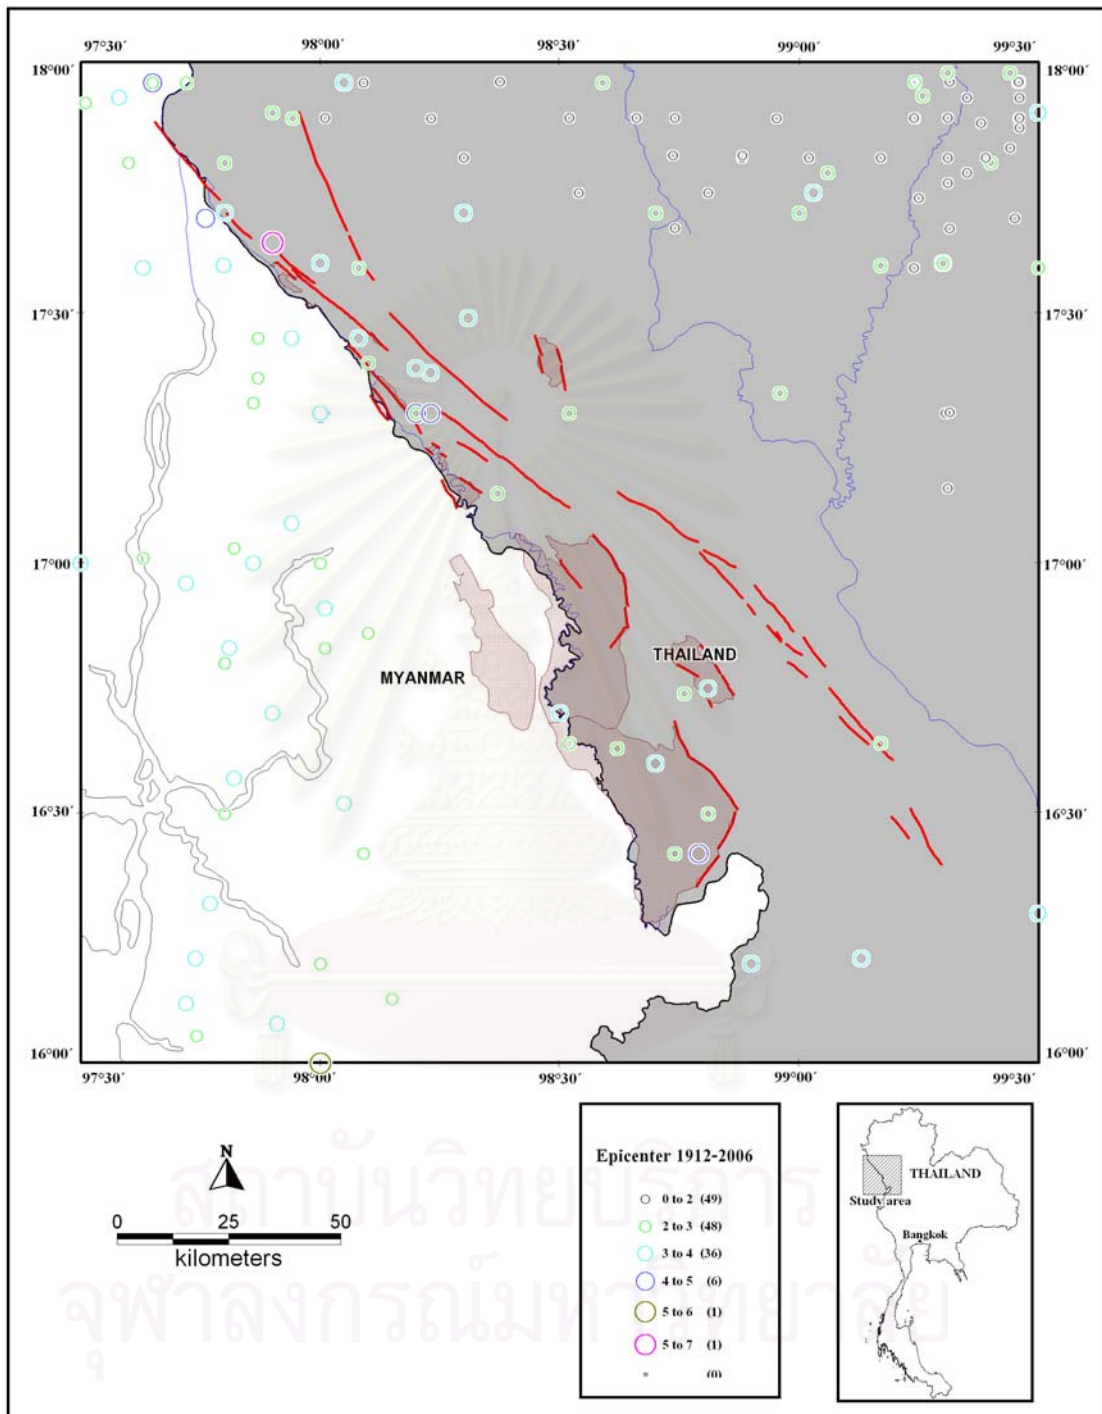 97°30´ 98°00´ 98°30´ 99°00´ 99°30´
18°00´ 18°00´
17°30´ 17°30´
17°00´ 17°00´
THAILAND
MYANMAR
16°30´ 16°30´
16°00´ 16°00´
97°30´ 98°00´ 98°30´ 99°00´ 99°30´
N
0 25 50
kilometers
Epicenter 1912-2006
0 to 2 (49)
2 to 3 (48)
3 to 4 (36)
4 to 5 (6)
5 to 6 (1)
5 to 7 (1)
(0)
THAILAND
Study area
Bangkok
สถาบันวิทยบริการ
จุฬาลงกรณ์มหาวิทยาลัย